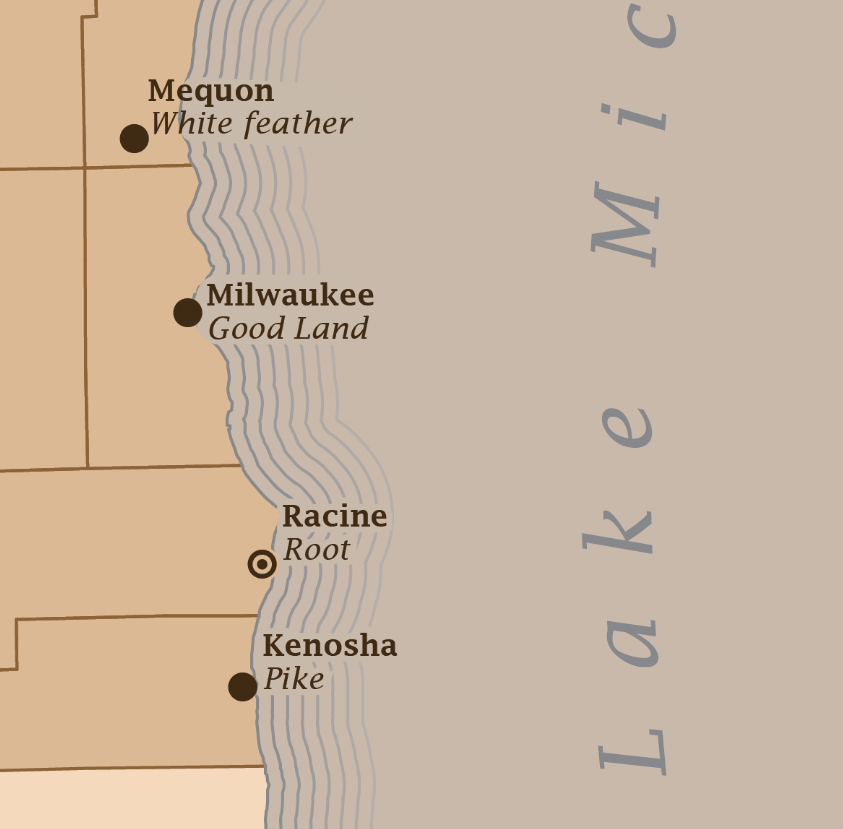 Mequon
White feather
Milwaukee
Good Land
Racine
Root
Kenosha
Pike
Lake Mic